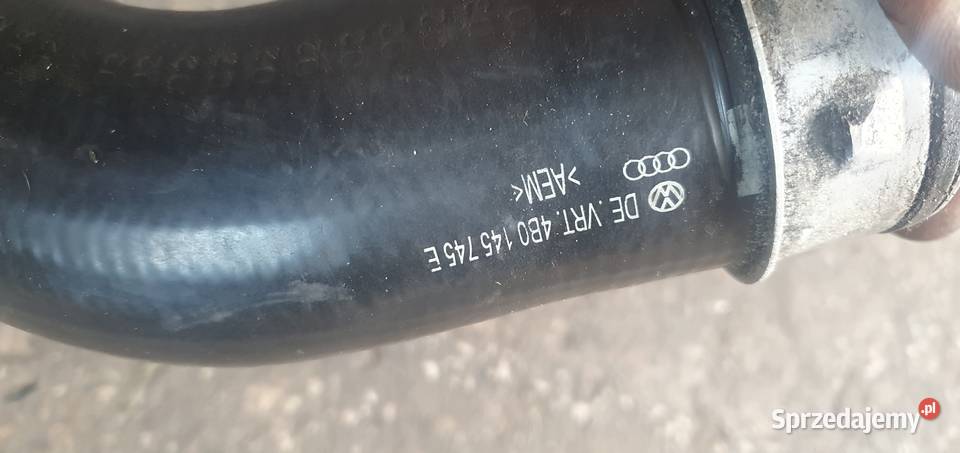 DE. VRT. 4B0 145 745 E
>AEM<
Sprzedajemy.pl